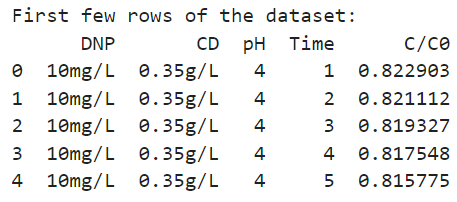 First few rows of the dataset:
DNP CD pH Time C/C0
0 10mg/L 0.35g/L 4 1 0.822903
1 10mg/L 0.35g/L 4 2 0.821112
2 10mg/L 0.35g/L 4 3 0.819327
3 10mg/L 0.35g/L 4 4 0.817548
4 10mg/L 0.35g/L 4 5 0.815775